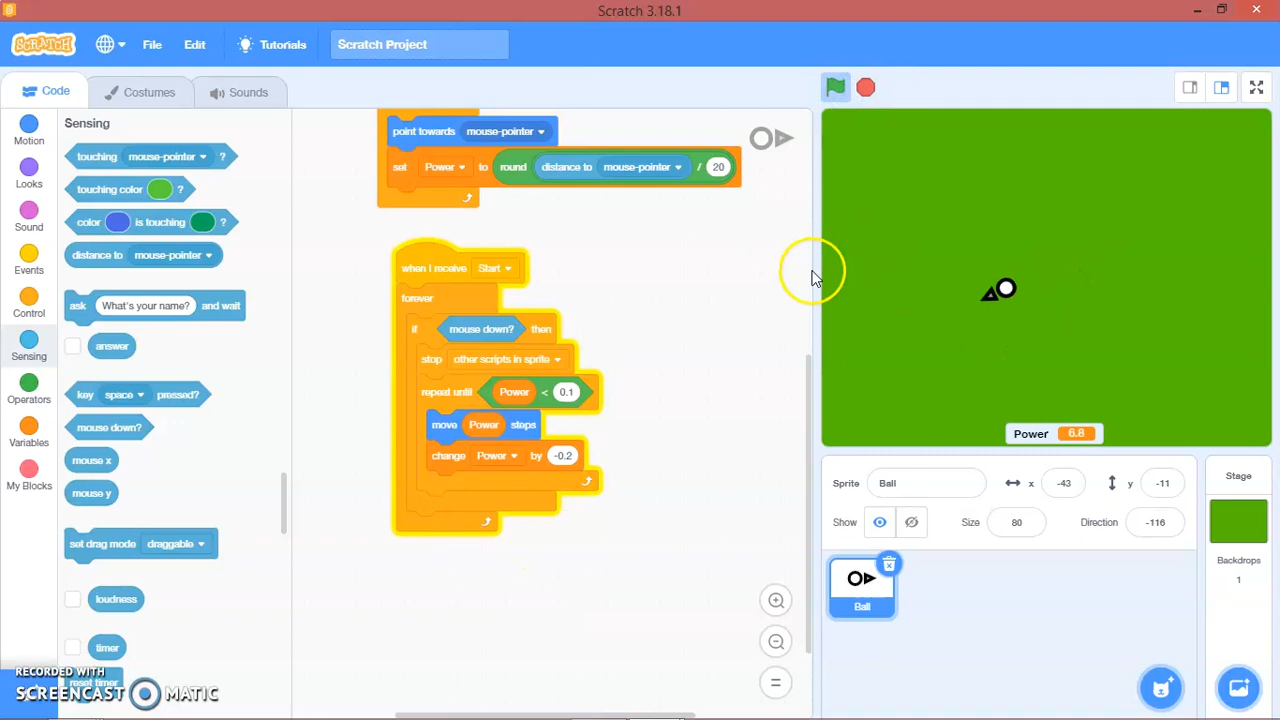 Scratch 3.18.1
SCRATCH File Edit Tutorials Scratch Project
Code Costumes Sounds
Motion
Looks
Sound
Events
Control
Sensing
Operators
Variables
My Blocks
Sensing
touching mouse-pointer ?
touching color ?
color is touching ?
distance to mouse-pointer
ask What's your name? and wait
answer
key space pressed?
mouse down?
mouse x
mouse y
set drag mode draggable
loudness
timer
reset timer
RECORDED WITH
SCREENCAST MATIC
point towards mouse-pointer
set Power to round distance to mouse-pointer / 20
when I receive Start
forever
if mouse down? then
stop other scripts in sprite
repeat until Power < 0.1
move Power steps
change Power by -0.2
Power 6.8
Sprite Ball x -43 y -11
Show Size 80 Direction -116
Ball
Stage
Backdrops
1